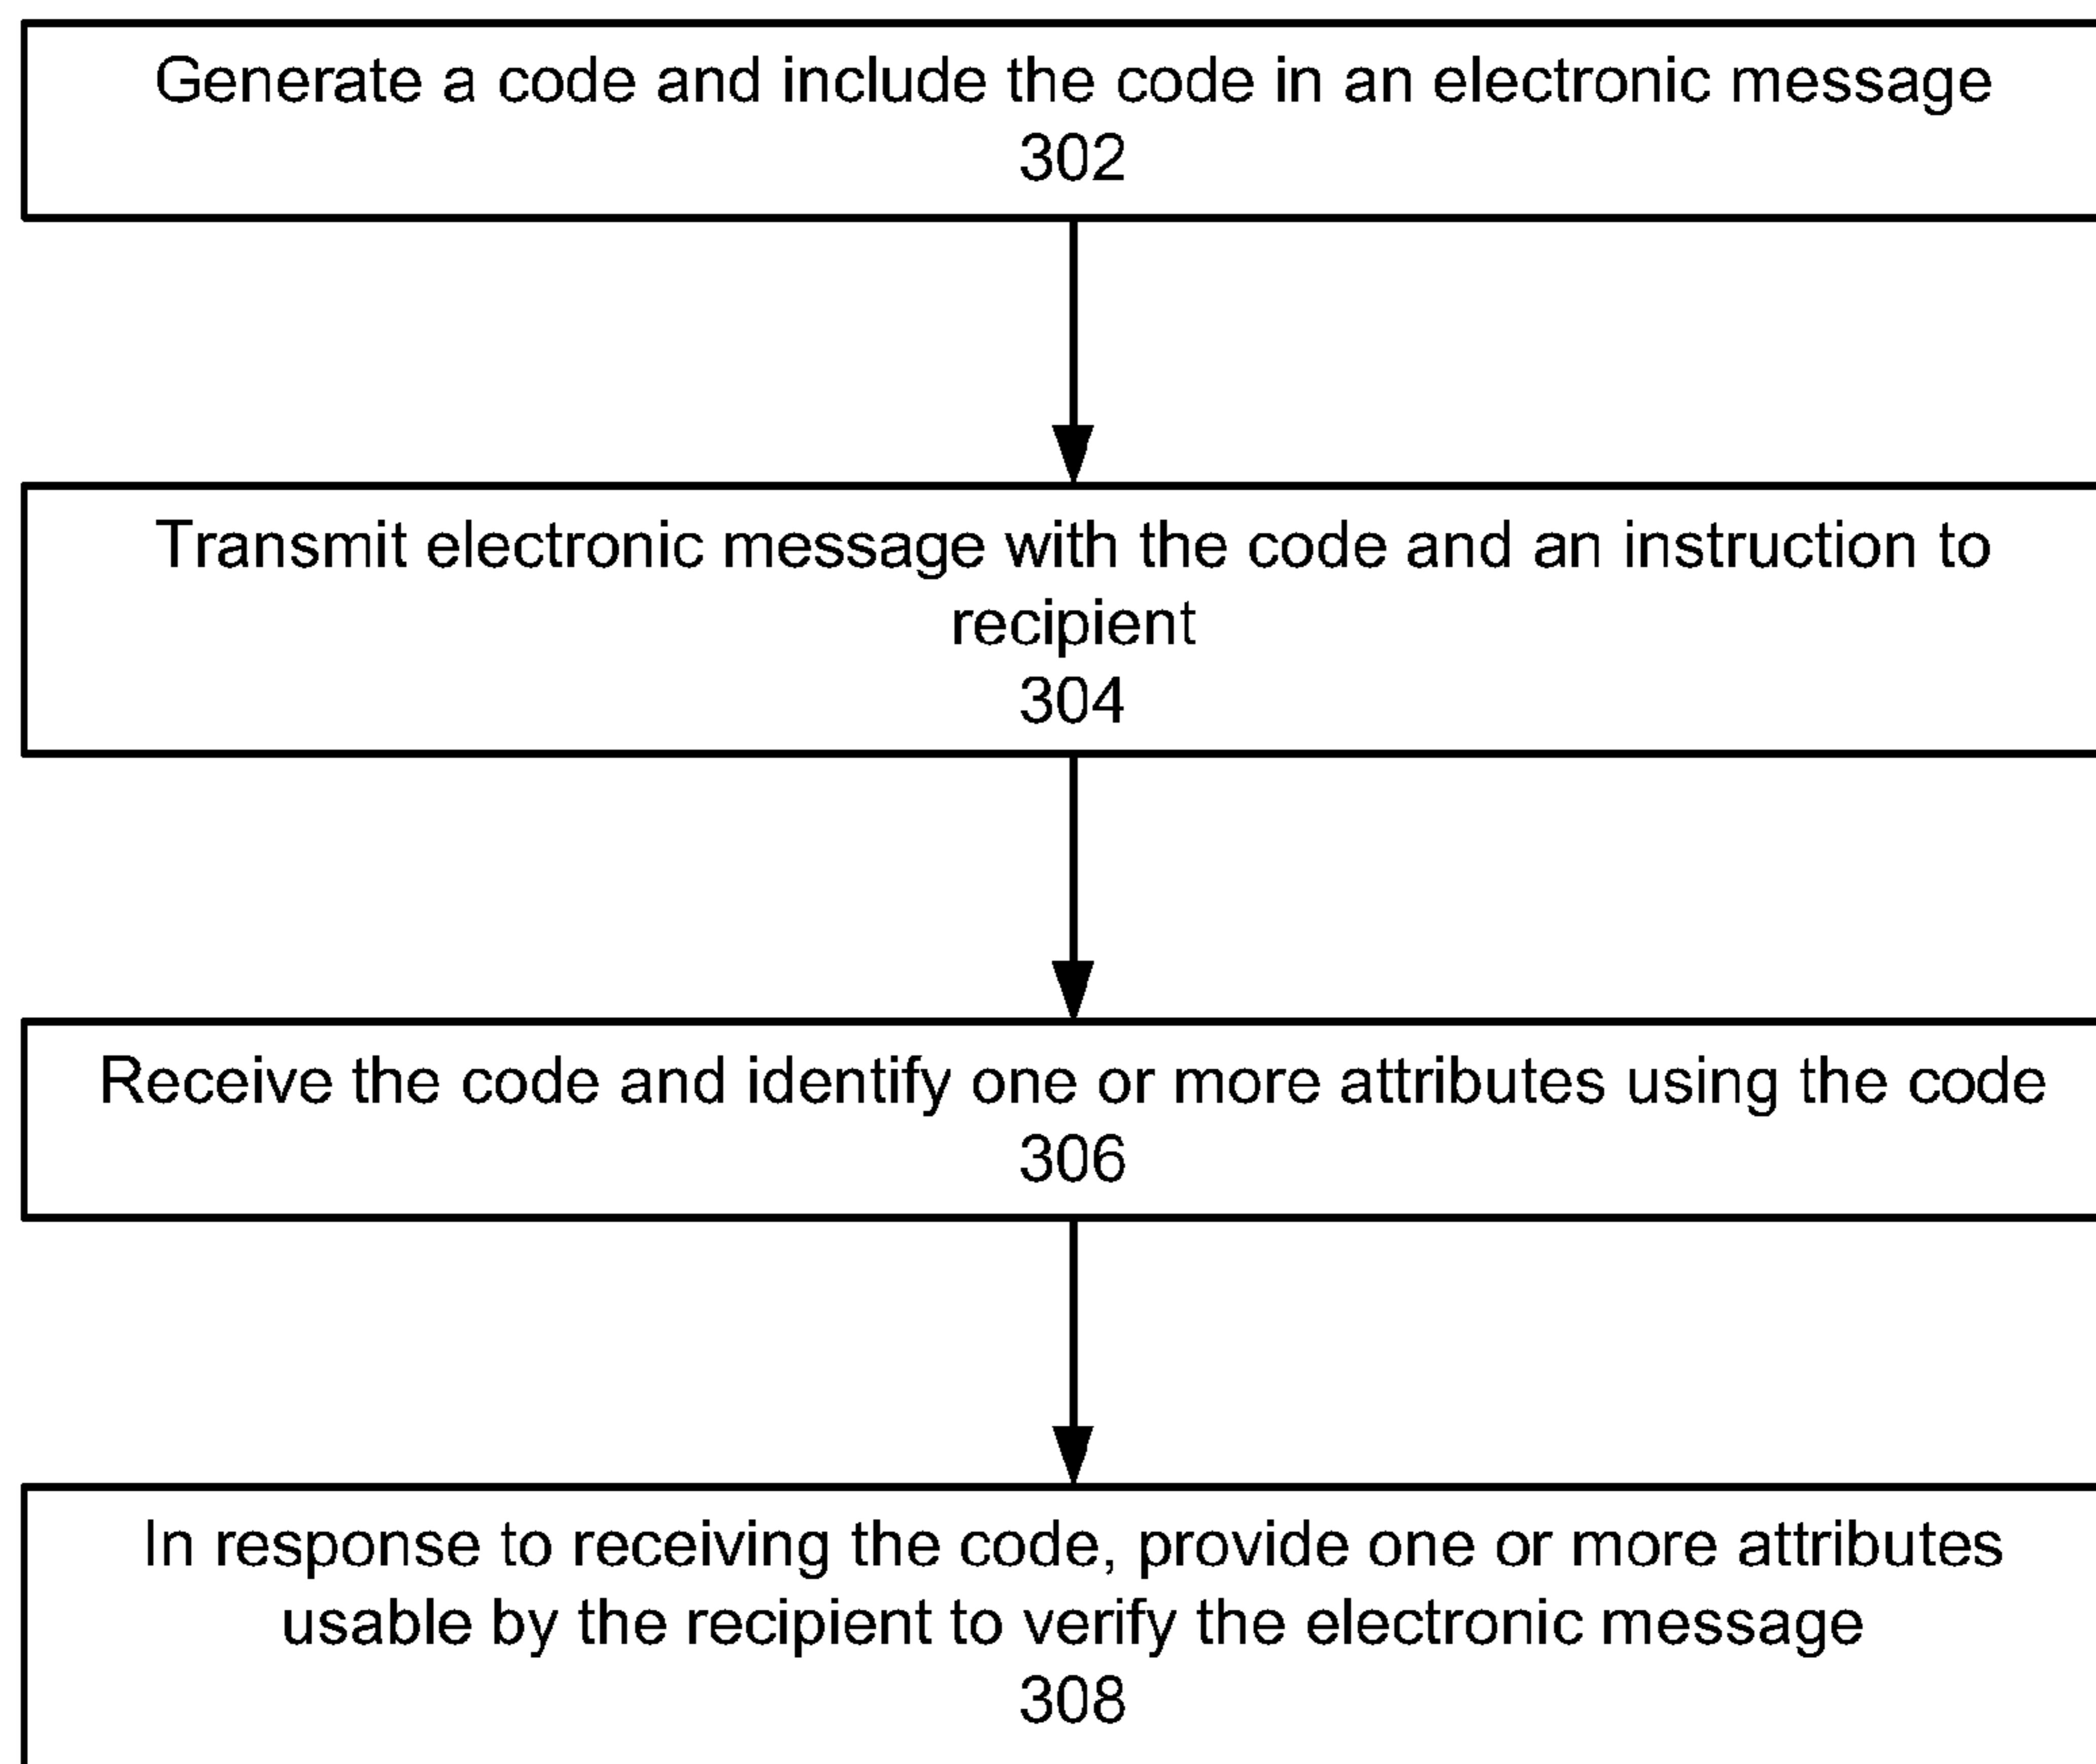 Generate a code and include the code in an electronic message
302
Transmit electronic message with the code and an instruction to
recipient
304
Receive the code and identify one or more attributes using the code
306
In response to receiving the code, provide one or more attributes
usable by the recipient to verify the electronic message
308